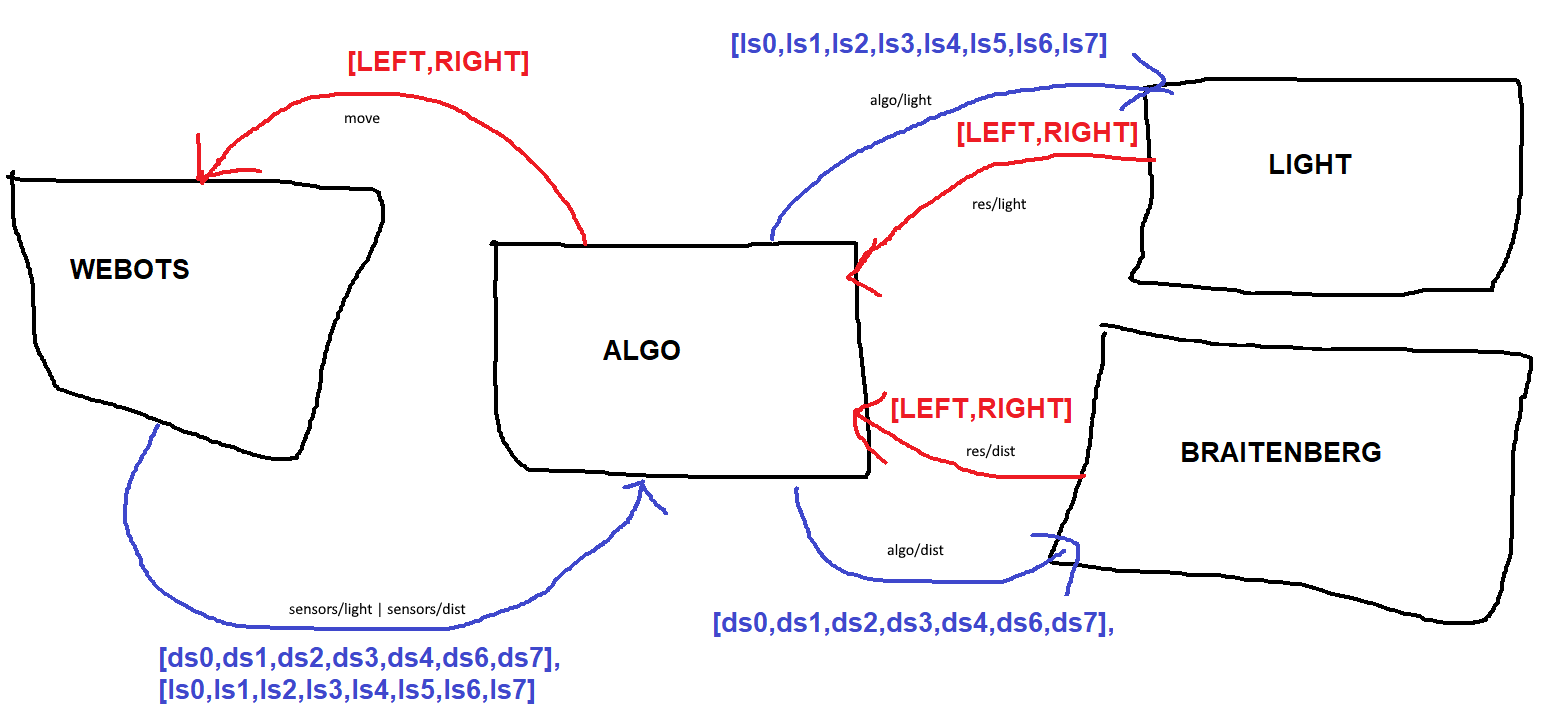 [ls0,ls1,ls2,ls3,ls4,ls5,ls6,ls7]
[LEFT,RIGHT]
algo/light
move
[LEFT,RIGHT]
LIGHT
res/light
WEBOTS
ALGO
[LEFT,RIGHT]
res/dist
BRAITENBERG
algo/dist
sensors/light | sensors/dist
[ds0,ds1,ds2,ds3,ds4,ds6,ds7],
[ds0,ds1,ds2,ds3,ds4,ds6,ds7],
[ls0,ls1,ls2,ls3,ls4,ls5,ls6,ls7]